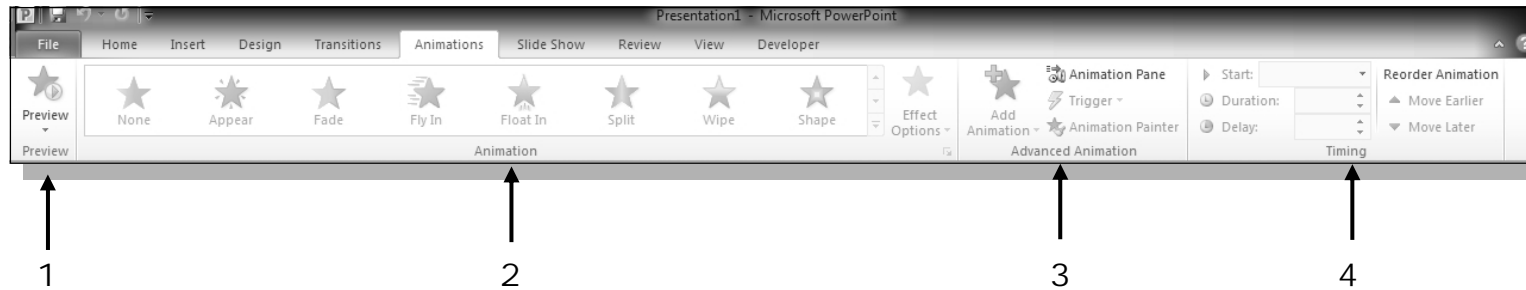 Presentation1 - Microsoft PowerPoint
File Home Insert Design Transitions Animations Slide Show Review View Developer
Preview
Preview
None Appear Fade Fly In Float In Split Wipe Shape
Effect Options
Animation
Add Animation
Animation Pane
Trigger
Animation Painter
Advanced Animation
Start:
Duration:
Delay:
Reorder Animation
Move Earlier
Move Later
Timing
1 2 3 4